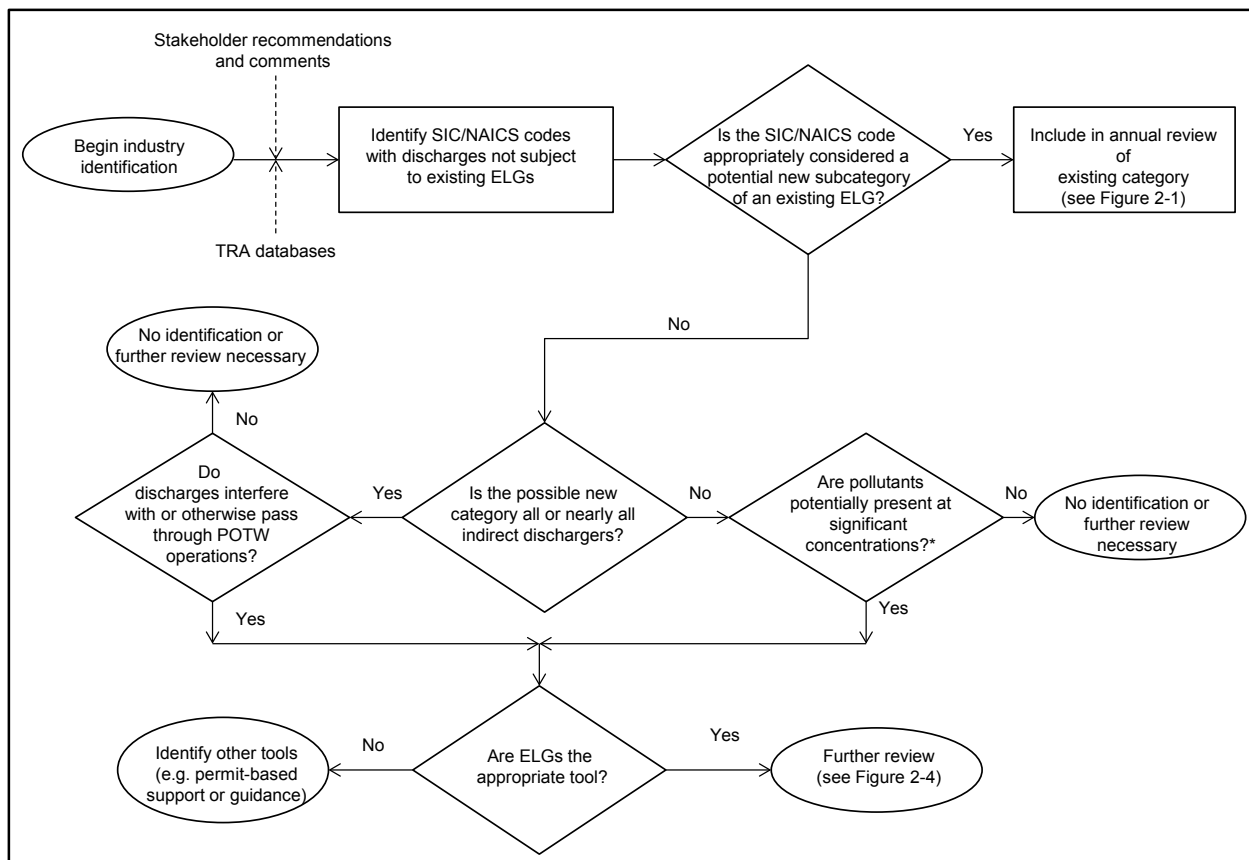 Stakeholder recommendations
and comments
Begin industry
identification
Identify SIC/NAICS codes
with discharges not subject
to existing ELGs
Is the SIC/NAICS code
appropriately considered a
potential new subcategory
of an existing ELG?
Yes
Include in annual review
of
existing category
(see Figure 2-1)
TRA databases
No
No identification or
further review necessary
No
Do
discharges interfere
with or otherwise pass
through POTW
operations?
Yes
Is the possible new
category all or nearly all
indirect dischargers?
No
Are pollutants
potentially present at
significant
concentrations?*
No
No identification or
further review
necessary
Yes
Yes
Identify other tools
(e.g. permit-based
support or guidance)
No
Are ELGs the
appropriate tool?
Yes
Further review
(see Figure 2-4)